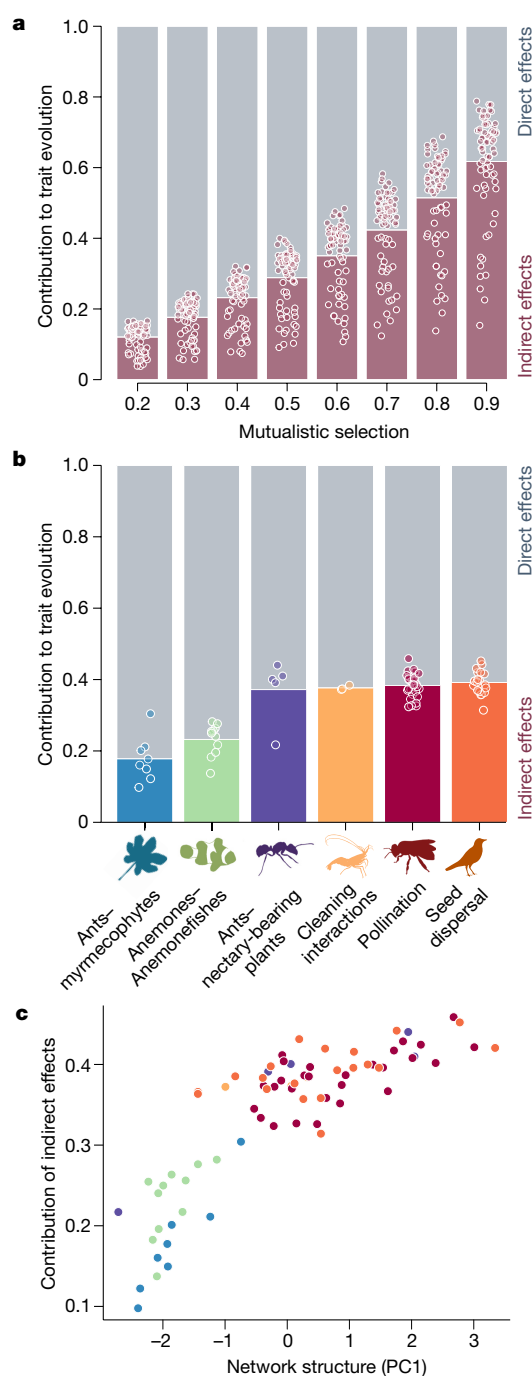 a
1.0
0.8
0.6
0.4
0.2
0
Contribution to trait evolution
Direct effects
Indirect effects
0.2 0.3 0.4 0.5 0.6 0.7 0.8 0.9
Mutualistic selection
b
1.0
0.8
0.6
0.4
0.2
0
Contribution to trait evolution
Direct effects
Indirect effects
Ants–
myrmecophytes
Anemones–
Anemonefishes
Ants–
nectary-bearing
plants
Cleaning
interactions
Pollination
Seed
dispersal
c
0.4
0.3
0.2
0.1
Contribution of indirect effects
–2 –1 0 1 2 3
Network structure (PC1)